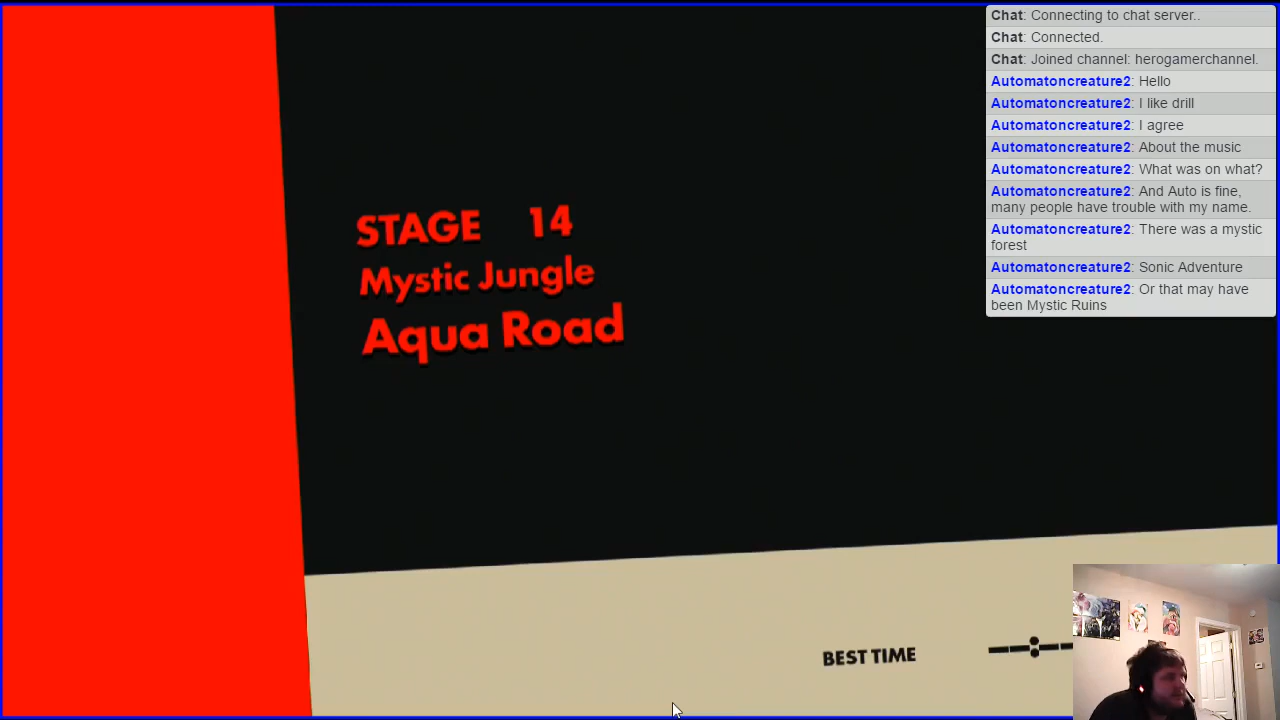 STAGE 14
Mystic Jungle
Aqua Road
BEST TIME
Chat: Connecting to chat server..
Chat: Connected.
Chat: Joined channel: herogamerchannel.
Automatoncreature2: Hello
Automatoncreature2: I like drill
Automatoncreature2: I agree
Automatoncreature2: About the music
Automatoncreature2: What was on what?
Automatoncreature2: And Auto is fine,
many people have trouble with my name.
Automatoncreature2: There was a mystic
forest
Automatoncreature2: Sonic Adventure
Automatoncreature2: Or that may have
been Mystic Ruins